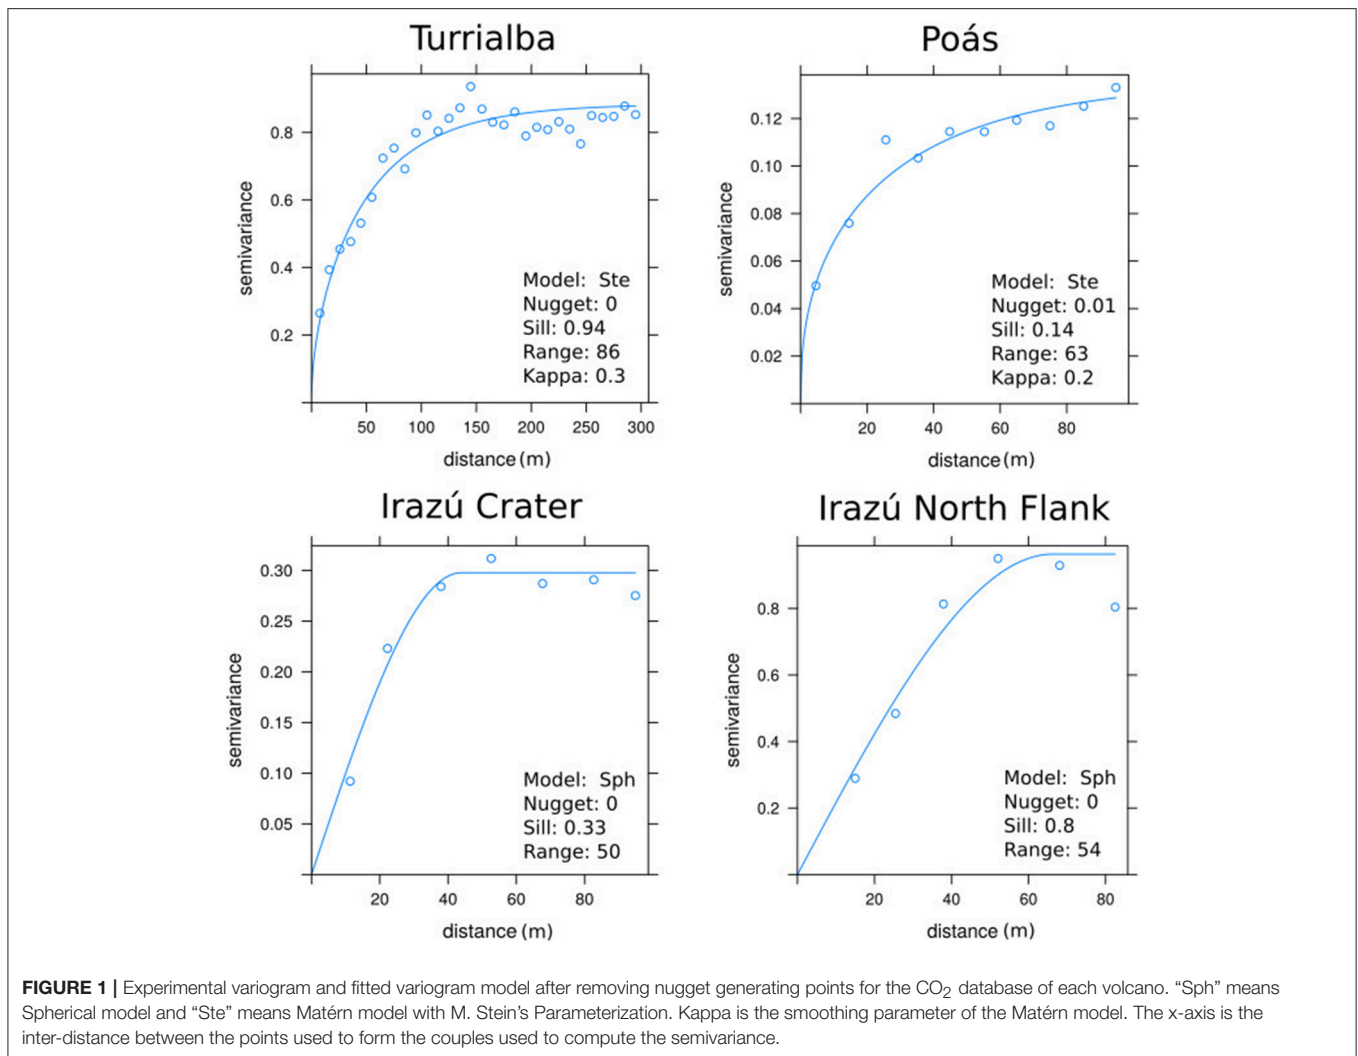 Turrialba
semivariance
0.8
0.6
0.4
0.2
Model: Ste
Nugget: 0
Sill: 0.94
Range: 86
Kappa: 0.3
50 100 150 200 250 300
distance (m)
Poás
semivariance
0.12
0.10
0.08
0.06
0.04
0.02
Model: Ste
Nugget: 0.01
Sill: 0.14
Range: 63
Kappa: 0.2
20 40 60 80
distance (m)
Irazú Crater
semivariance
0.30
0.25
0.20
0.15
0.10
0.05
Model: Sph
Nugget: 0
Sill: 0.33
Range: 50
20 40 60 80
distance (m)
Irazú North Flank
semivariance
0.8
0.6
0.4
0.2
Model: Sph
Nugget: 0
Sill: 0.8
Range: 54
20 40 60 80
distance (m)
FIGURE 1 | Experimental variogram and fitted variogram model after removing nugget generating points for the CO2 database of each volcano. “Sph” means
Spherical model and “Ste” means Matérn model with M. Stein’s Parameterization. Kappa is the smoothing parameter of the Matérn model. The x-axis is the
inter-distance between the points used to form the couples used to compute the semivariance.